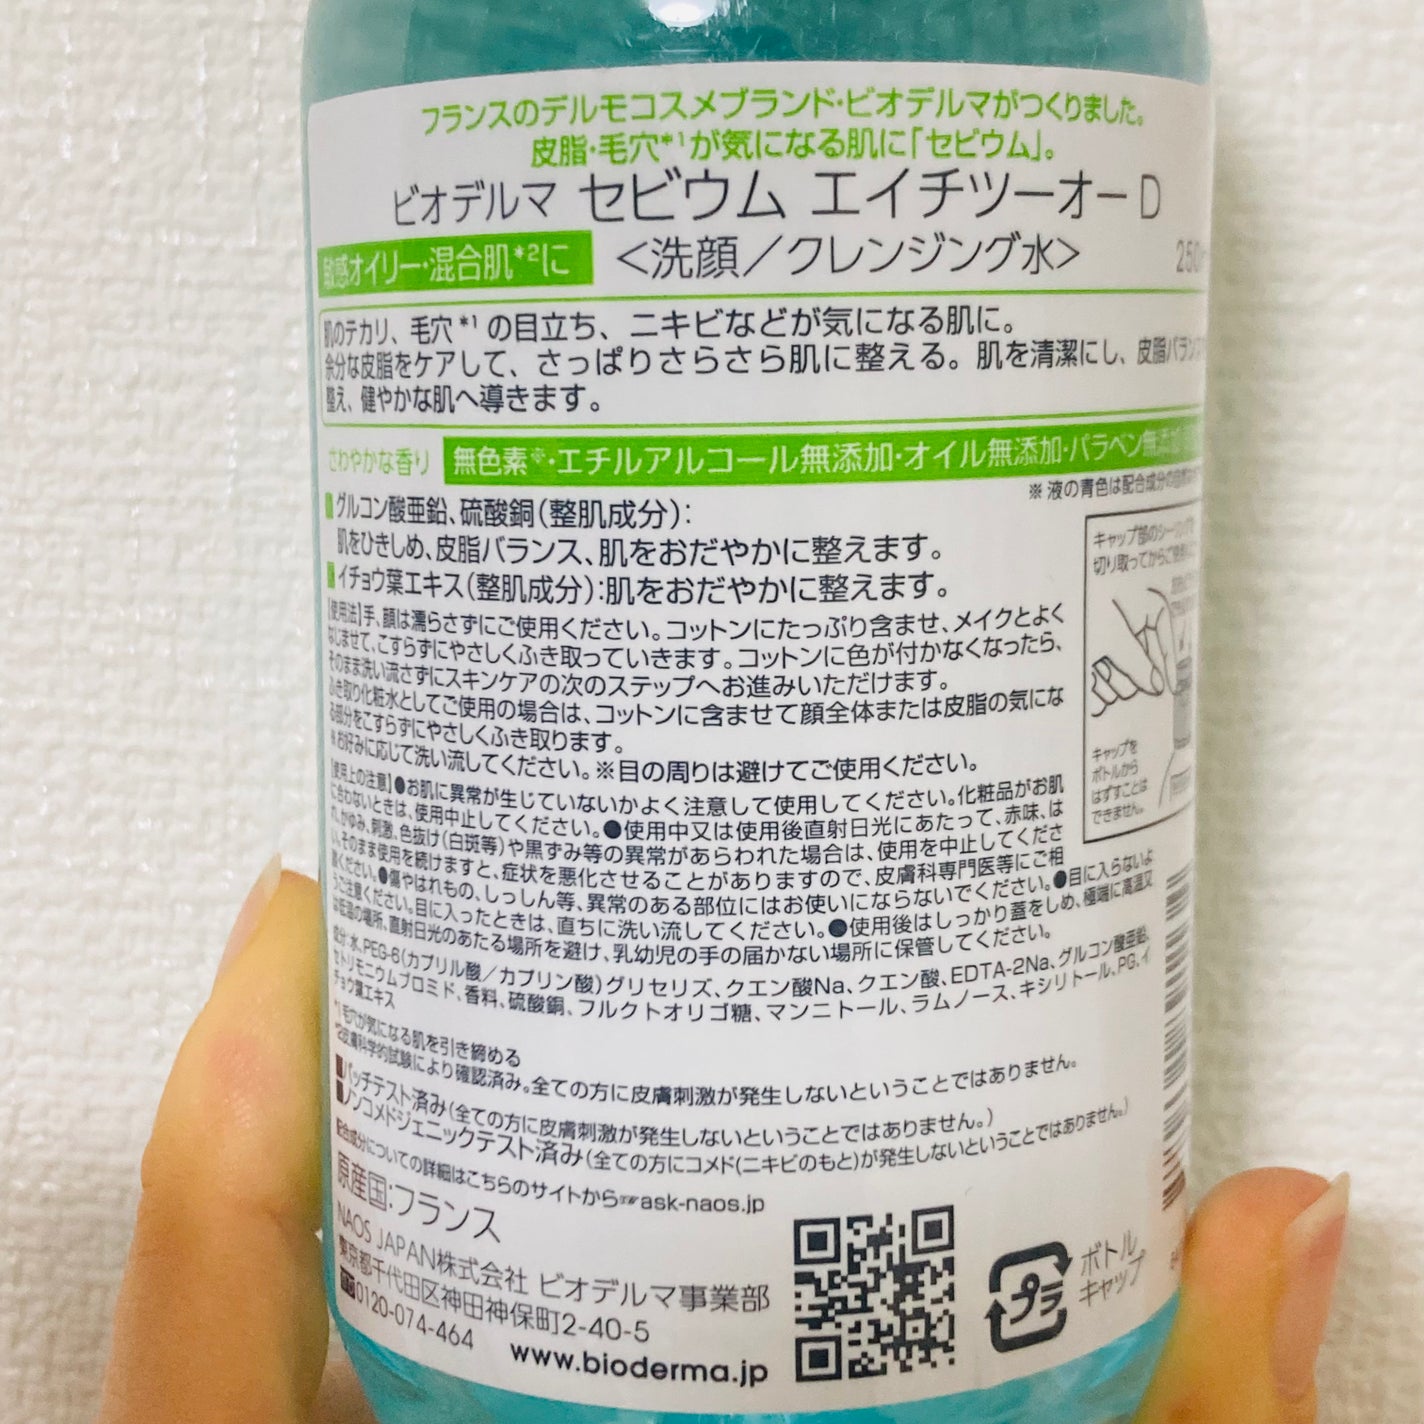 フランスのデルモコスメブランド・ビオデルマがつくりました。
皮脂・毛穴*¹が気になる肌に「セビウム」。
ビオデルマ セビウム エイチツーオー D
敏感オイリー・混合肌*²に <洗顔／クレンジング水> 250
肌のテカリ、毛穴*¹の目立ち、ニキビなどが気になる肌に。
余分な皮脂をケアして、さっぱりさらさら肌に整える。肌を清潔にし、皮脂バランス
整え、健やかな肌へ導きます。
さわやかな香り 無色素※・エチルアルコール無添加・オイル無添加・パラベン無添加
※ 液の青色は配合成分の
グルコン酸亜鉛、硫酸銅(整肌成分):
肌をひきしめ、皮脂バランス、肌をおだやかに整えます。
イチョウ葉エキス(整肌成分):肌をおだやかに整えます。
【使用法】手、顔は濡らさずにご使用ください。コットンにたっぷり含ませ、メイクとよく
なじませて、こすらずにやさしくふき取っていきます。コットンに色が付かなくなったら、
そのまま洗い流さずにスキンケアの次のステップへお進みいただけます。
ふき取り化粧水としてご使用の場合は、コットンに含ませて顔全体または皮脂の気にな
る部分をこすらずにやさしくふき取ります。
※お好みに応じて洗い流してください。※目の周りは避けてご使用ください。
【使用上の注意】●お肌に異常が生じていないかよく注意して使用してください。化粧品がお肌
に合わないときは、使用中止してください。●使用中又は使用後直射日光にあたって、赤味、は
れ、かゆみ、刺激、色抜け(白斑等)や黒ずみ等の異常があらわれた場合は、使用を中止してくださ
い。そのまま使用を続けますと、症状を悪化させることがありますので、皮膚科専門医等にご相
談ください。●傷やはれもの、しっしん等、異常のある部位にはお使いにならないでください。●目に入らないよ
うご注意ください。目に入ったときは、直ちに洗い流してください。●使用後はしっかり蓋をしめ、極端に高温又
は低温の場所、直射日光のあたる場所を避け、乳幼児の手の届かない場所に保管してください。
成分:水、PEG-6(カプリル酸／カプリン酸)グリセリズ、クエン酸Na、クエン酸、EDTA-2Na、グルコン酸亜鉛、
セトリモニウムブロミド、香料、硫酸銅、フルクトオリゴ糖、マンニトール、ラムノース、キシリトール、PG、イ
チョウ葉エキス
*¹ 毛穴が気になる肌を引き締める
*²皮膚科学的試験により確認済み。全ての方に皮膚刺激が発生しないということではありません。
パッチテスト済み(全ての方に皮膚刺激が発生しないということではありません。)
ノンコメドジェニックテスト済み(全ての方にコメド(ニキビのもと)が発生しないということではありません。)
配合成分についての詳細はこちらのサイトから☞ask-naos.jp
原産国:フランス
NAOS JAPAN株式会社 ビオデルマ事業部
東京都千代田区神田神保町2-40-5
0120-074-464
www.bioderma.jp
キャップ部の
切り取ってから
キャップを
ボトルから
はずすことは
できません。
プラ
ボトル
キャップ